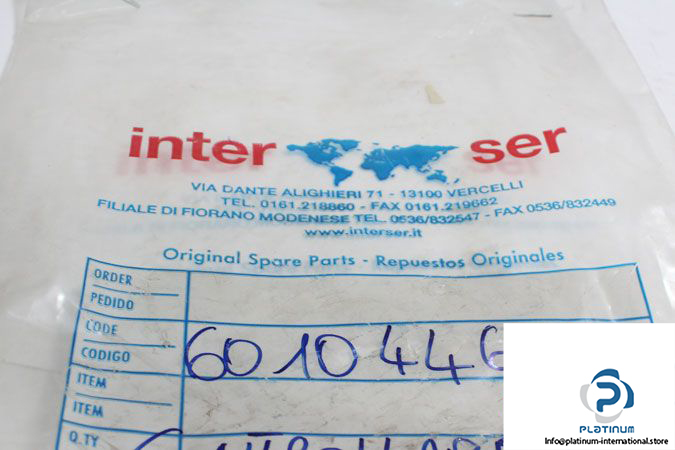 inter ser
VIA DANTE ALIGHIERI 71 - 13100 VERCELLI
TEL. 0161.218860 - FAX 0161.219662
FILIALE DI FIORANO MODENESE TEL. 0536/832547 - FAX 0536/832449
www.interser.it
Original Spare Parts - Repuestos Originales
ORDER
PEDIDO
CODE
CODIGO
6010446
ITEM
ITEM
Q.TY
PLATINUM
Info@platinum-international.store